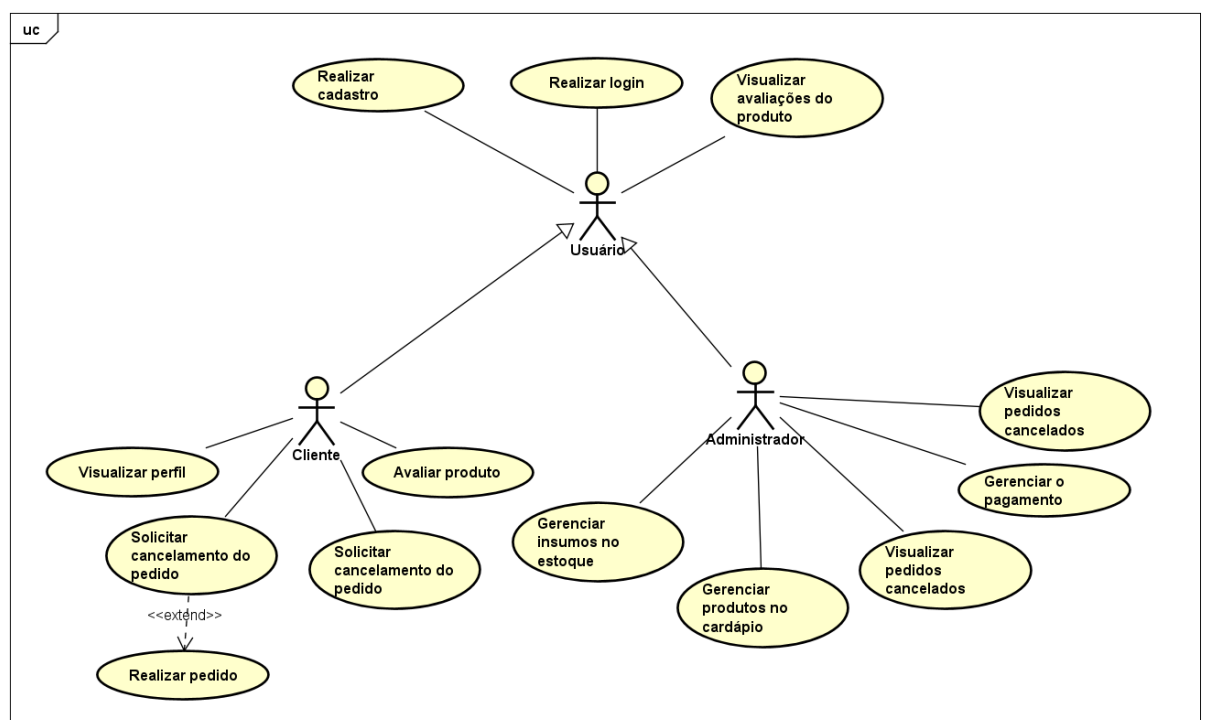 uc
Realizar
cadastro
Realizar login
Visualizar
avaliações do
produto
Usuário
Cliente
Administrador
Visualizar
pedidos
cancelados
Visualizar perfil
Avaliar produto
Gerenciar o
pagamento
Solicitar
cancelamento do
pedido
Solicitar
cancelamento do
pedido
Gerenciar
insumos no
estoque
Visualizar
pedidos
cancelados
Gerenciar
produtos no
cardápio
<<extend>>
Realizar pedido